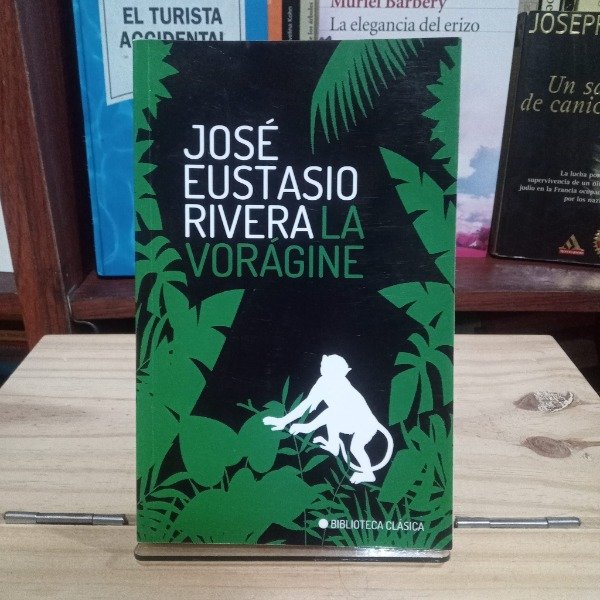 EL TURISTA
ACCIDENTAL
Muriel Barbery
La elegancia del erizo
JOSEPH
Un sa
de canic
La lucha po
supervivencia de un ni
judío en la Francia ocupa
por los naz
JOSÉ
EUSTASIO
RIVERA LA
VORÁGINE
BIBLIOTECA CLÁSICA